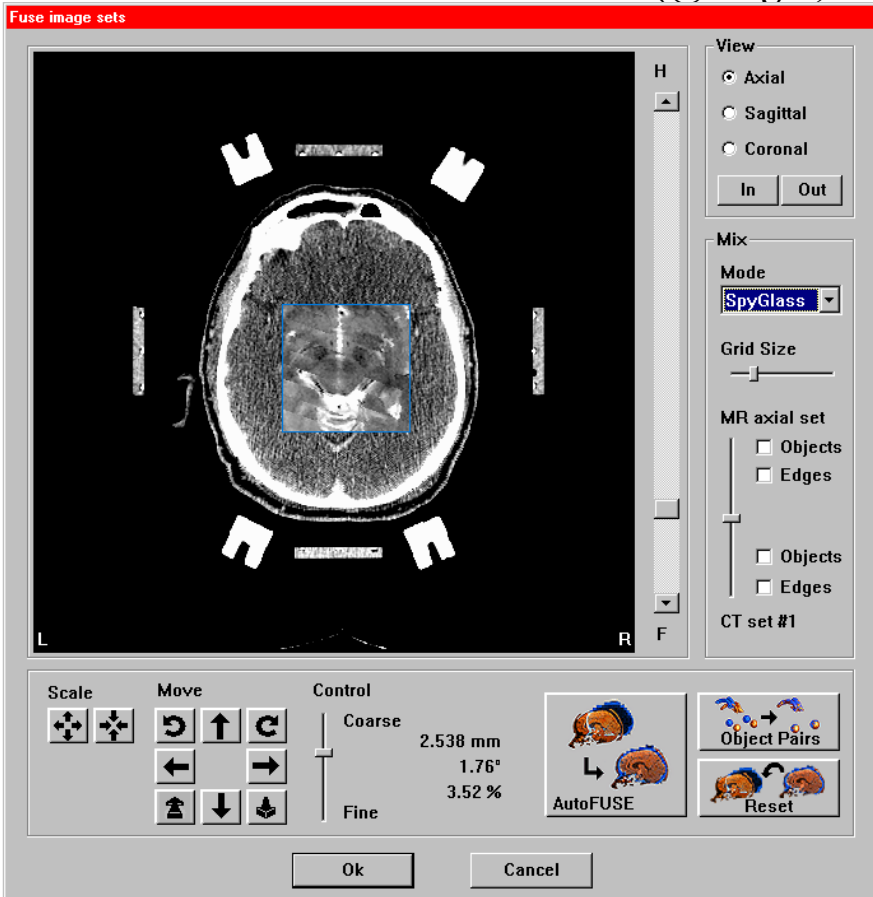 Fuse image sets
View
H
Axial
Sagittal
Coronal
In Out
Mix
Mode
SpyGlass
Grid Size
MR axial set
Objects
Edges
Objects
Edges
CT set #1
L R F
Scale Move Control
Coarse
2.538 mm
1.76°
3.52 %
Fine
AutoFUSE
Object Pairs
Reset
Ok Cancel